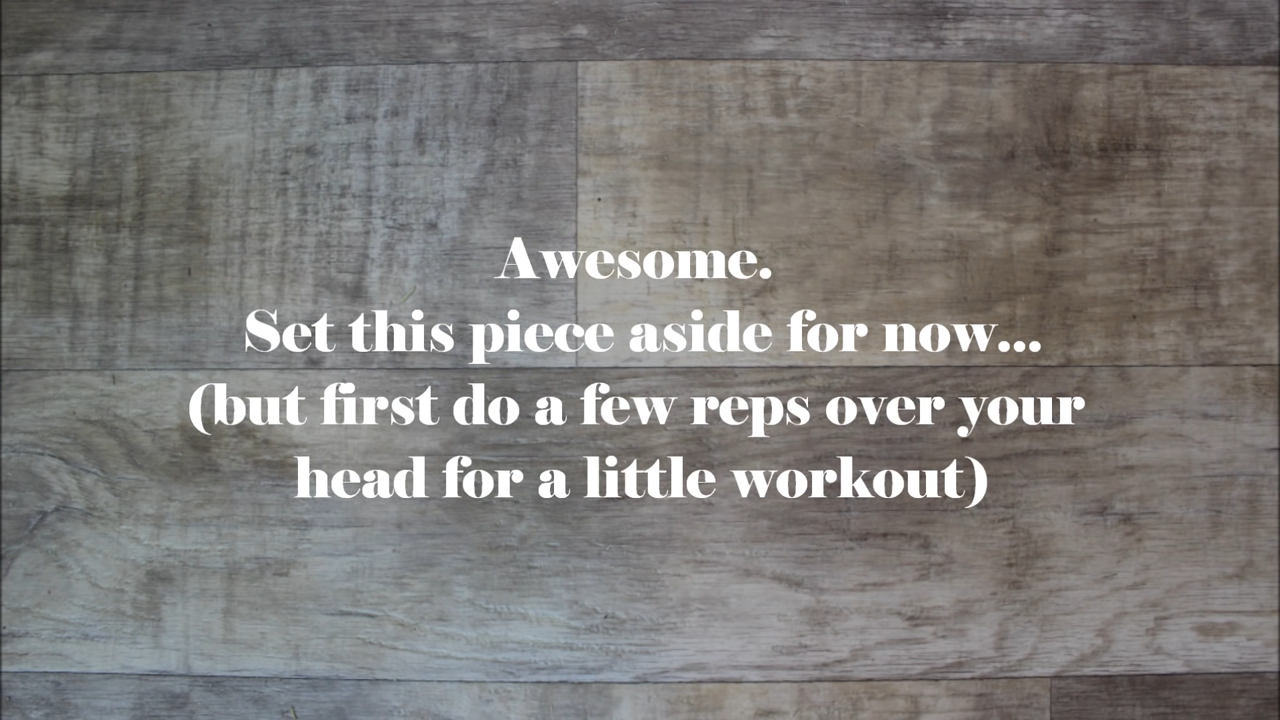 Awesome.
Set this piece aside for now...
(but first do a few reps over your
head for a little workout)